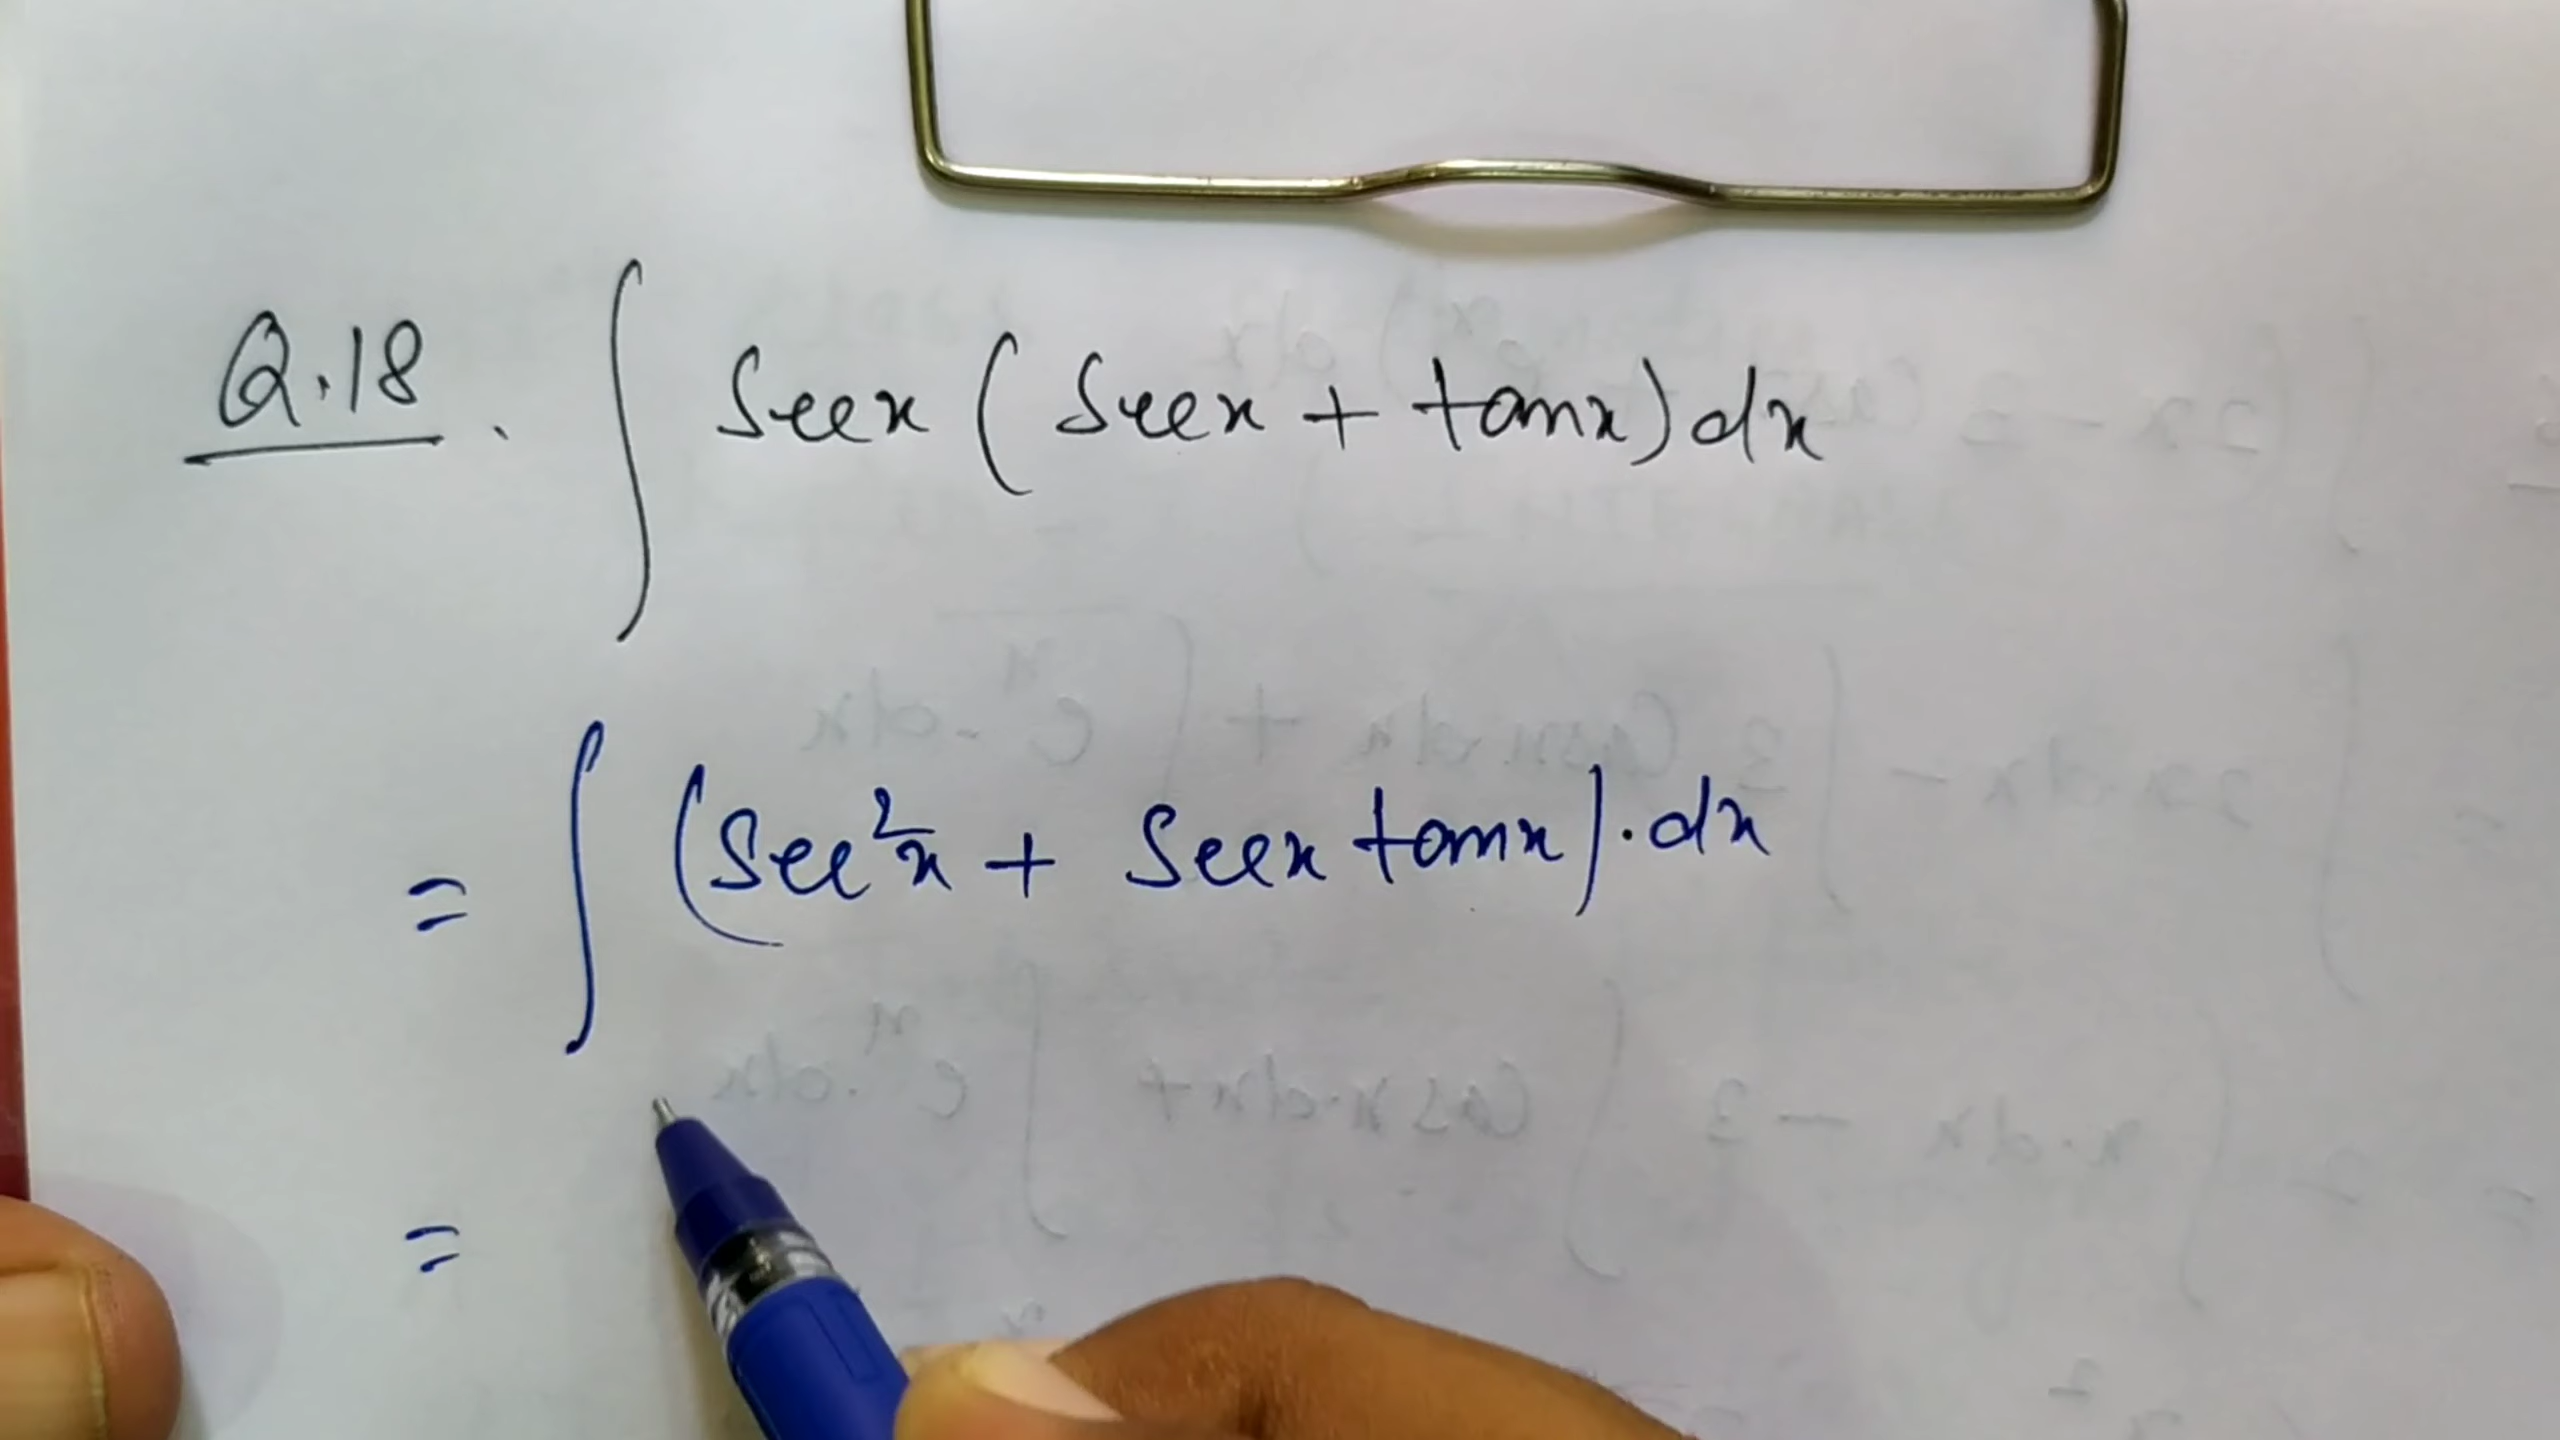 Q.18. ∫ Secx ( Secx + tanx) dx
= ∫ (Sec²x + Secx tanx). dx
=